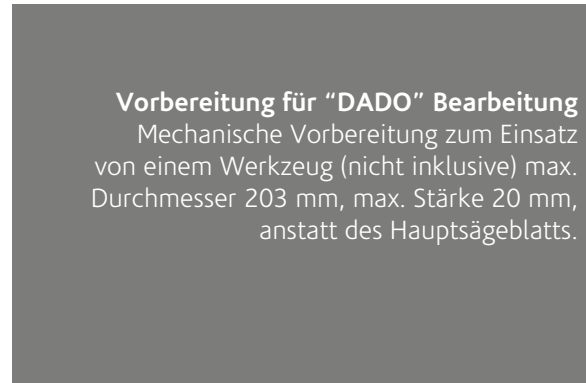 Vorbereitung für “DADO” Bearbeitung
Mechanische Vorbereitung zum Einsatz
von einem Werkzeug (nicht inklusive) max.
Durchmesser 203 mm, max. Stärke 20 mm,
anstatt des Hauptsägeblatts.